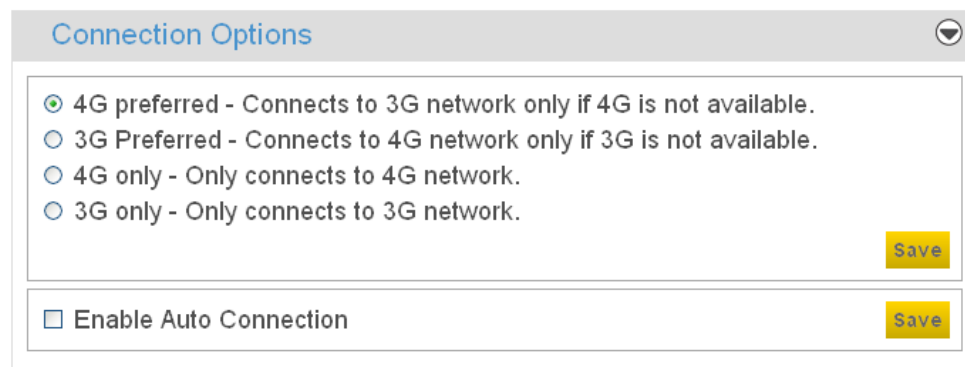 Connection Options
4G preferred - Connects to 3G network only if 4G is not available.
3G Preferred - Connects to 4G network only if 3G is not available.
4G only - Only connects to 4G network.
3G only - Only connects to 3G network.
Save
Enable Auto Connection
Save